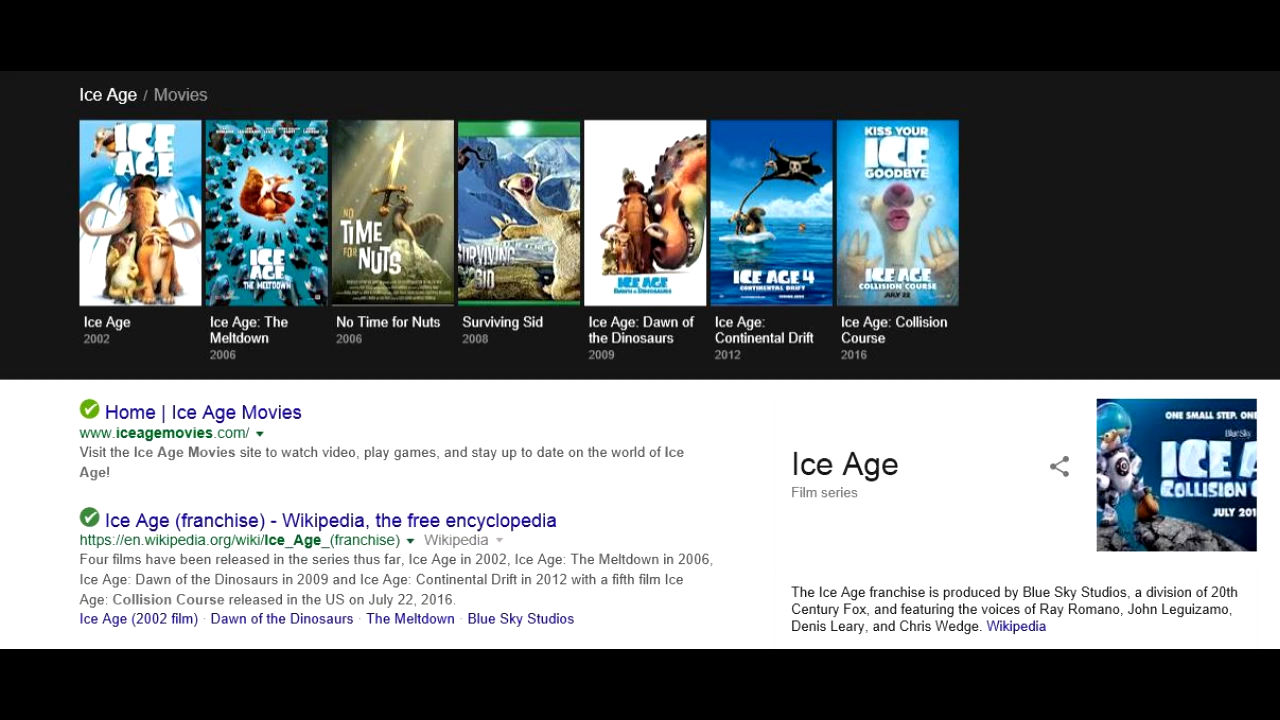 Ice Age / Movies
ICE AGE
ICE AGE THE MELTDOWN
NO TIME FOR NUTS
SURVIVING SID
ICE AGE DAWN OF THE DINOSAURS
ICE AGE 4 CONTINENTAL DRIFT
KISS YOUR ICE GOODBYE
ICE AGE COLLISION COURSE
JULY 22
Ice Age
2002
Ice Age: The
Meltdown
2006
No Time for Nuts
2006
Surviving Sid
2008
Ice Age: Dawn of
the Dinosaurs
2009
Ice Age:
Continental Drift
2012
Ice Age: Collision
Course
2016
Home | Ice Age Movies
www.iceagemovies.com/
Visit the Ice Age Movies site to watch video, play games, and stay up to date on the world of Ice
Age!
Ice Age (franchise) - Wikipedia, the free encyclopedia
https://en.wikipedia.org/wiki/Ice_Age_(franchise) Wikipedia
Four films have been released in the series thus far, Ice Age in 2002, Ice Age: The Meltdown in 2006,
Ice Age: Dawn of the Dinosaurs in 2009 and Ice Age: Continental Drift in 2012 with a fifth film Ice
Age: Collision Course released in the US on July 22, 2016.
Ice Age (2002 film) · Dawn of the Dinosaurs · The Meltdown · Blue Sky Studios
Ice Age
Film series
ONE SMALL STEP. ONE
BlueSky
ICE A
COLLISION C
JULY 201
The Ice Age franchise is produced by Blue Sky Studios, a division of 20th
Century Fox, and featuring the voices of Ray Romano, John Leguizamo,
Denis Leary, and Chris Wedge. Wikipedia